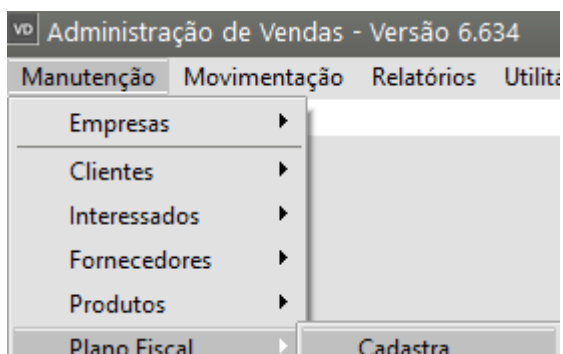 VD Administração de Vendas - Versão 6.634
Manutenção Movimentação Relatórios
Empresas
Clientes
Interessados
Fornecedores
Produtos
Plano Fiscal Cadastra